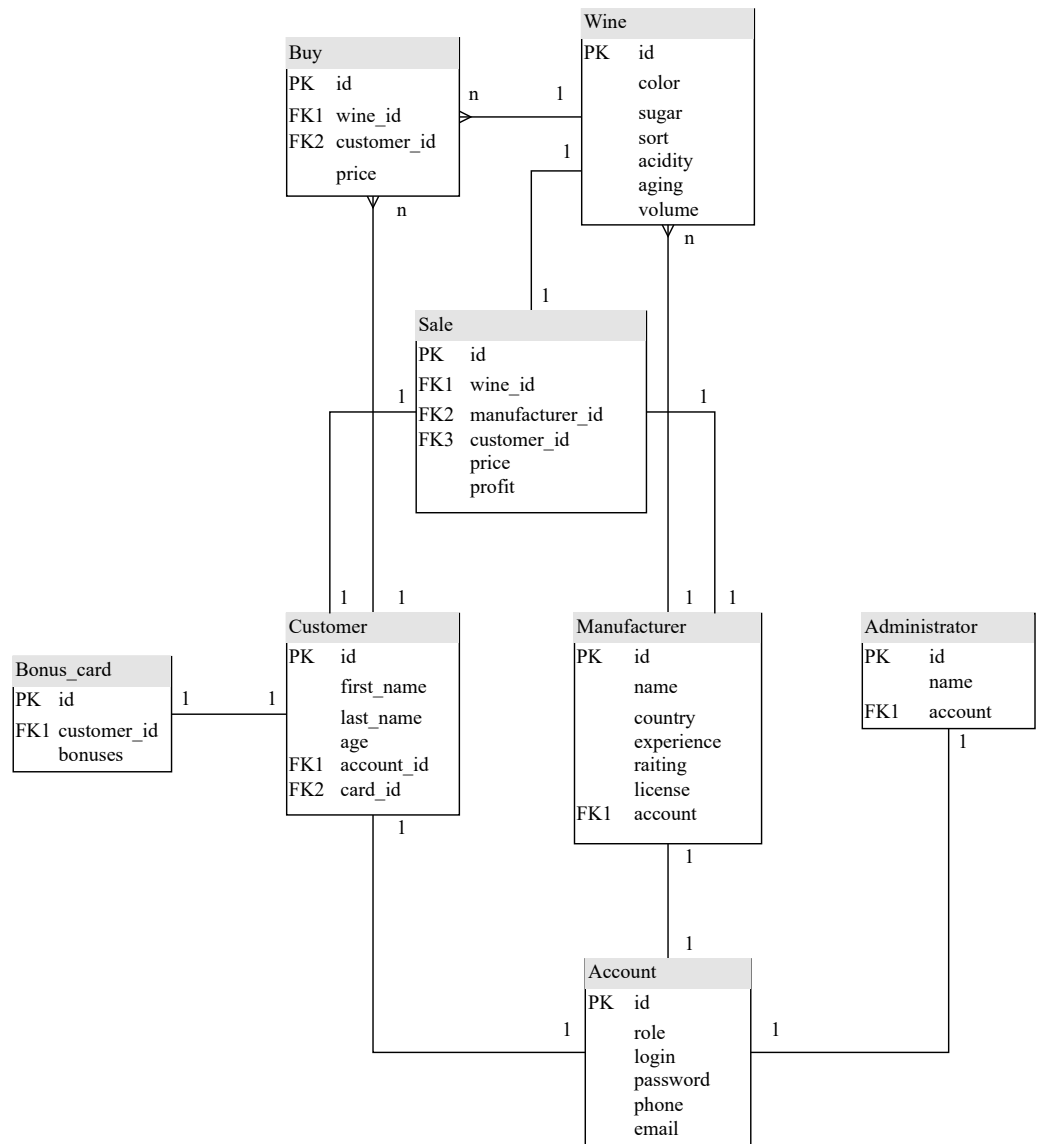 Wine
PK id
color
sugar
sort
acidity
aging
volume
Buy
PK id
FK1 wine_id
FK2 customer_id
price
n 1
1
n
n
1
Sale
PK id
FK1 wine_id
FK2 manufacturer_id
FK3 customer_id
price
profit
1 1
1 1 1 1
Customer
PK id
first_name
last_name
age
FK1 account_id
FK2 card_id
Manufacturer
PK id
name
country
experience
raiting
license
FK1 account
Administrator
PK id
name
FK1 account
Bonus_card
PK id
FK1 customer_id
bonuses
1 1
1
1
1
1
Account
PK id
role
login
password
phone
email
1 1